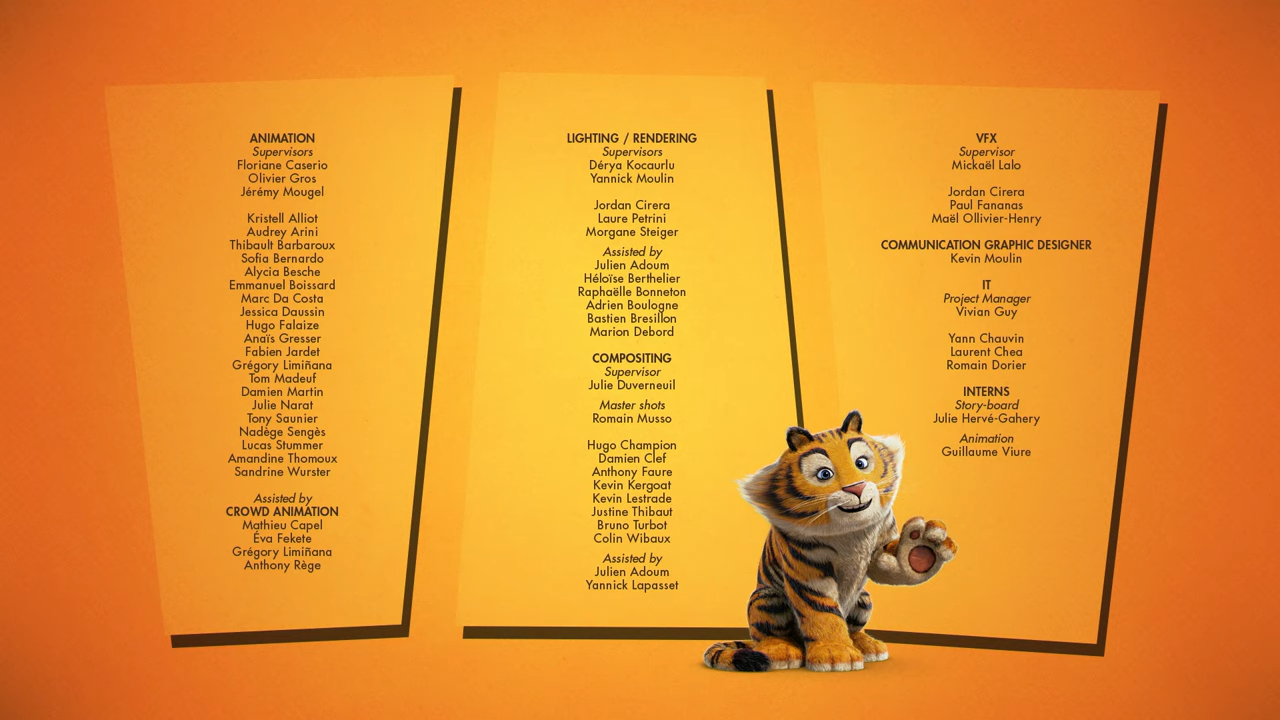 ANIMATION
Supervisors
Floriane Caserio
Olivier Gros
Jérémy Mougel
Kristell Alliot
Audrey Arini
Thibault Barbaroux
Sofia Bernardo
Alycia Besche
Emmanuel Boissard
Marc Da Costa
Jessica Daussin
Hugo Falaize
Anaïs Gresser
Fabien Jardet
Grégory Limiñana
Tom Madeuf
Damien Martin
Julie Narat
Tony Saunier
Nadège Sengès
Lucas Stummer
Amandine Thomoux
Sandrine Wurster
Assisted by
CROWD ANIMATION
Mathieu Capel
Éva Fekete
Grégory Limiñana
Anthony Rège
LIGHTING / RENDERING
Supervisors
Dérya Kocaurlu
Yannick Moulin
Jordan Cirera
Laure Petrini
Morgane Steiger
Assisted by
Julien Adoum
Héloïse Berthelier
Raphaëlle Bonneton
Adrien Boulogne
Bastien Bresillon
Marion Debord
COMPOSITING
Supervisor
Julie Duverneuil
Master shots
Romain Musso
Hugo Champion
Damien Clef
Anthony Faure
Kevin Kergoat
Kevin Lestrade
Justine Thibaut
Bruno Turbot
Colin Wibaux
Assisted by
Julien Adoum
Yannick Lapasset
VFX
Supervisor
Mickaël Lalo
Jordan Cirera
Paul Fananas
Maël Ollivier-Henry
COMMUNICATION GRAPHIC DESIGNER
Kevin Moulin
IT
Project Manager
Vivian Guy
Yann Chauvin
Laurent Chea
Romain Dorier
INTERNS
Story-board
Julie Hervé-Gahery
Animation
Guillaume Viure